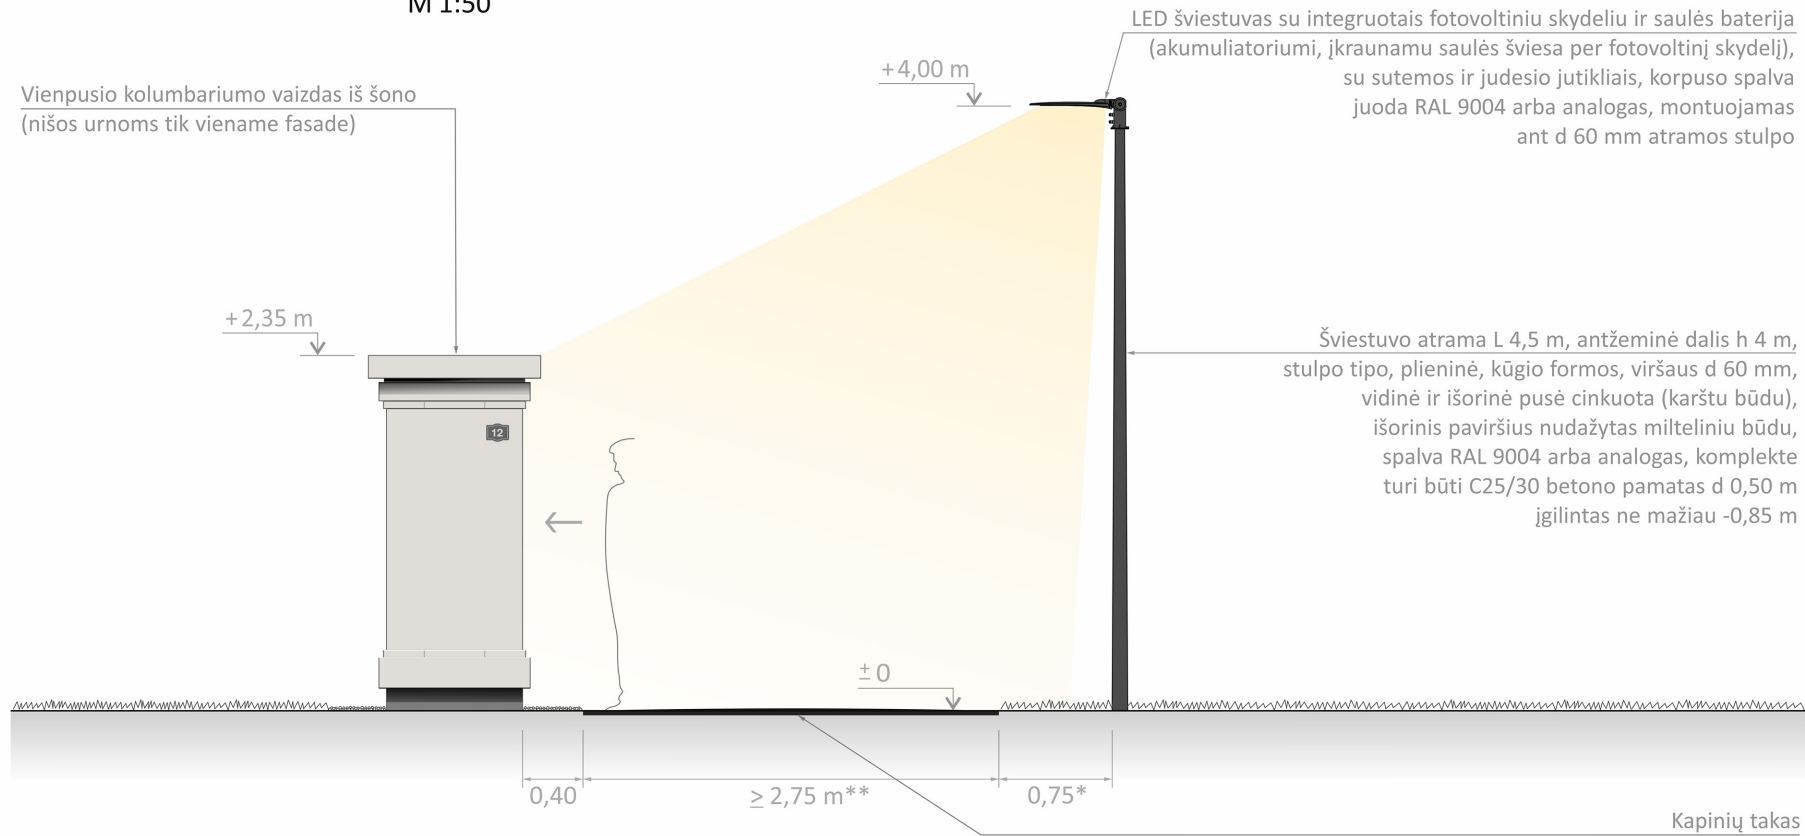 M 1:50
LED šviestuvas su integruotais fotovoltiniu skydeliu ir saulės baterija
(akumuliatoriumi, įkraunamu saulės šviesa per fotovoltinį skydelį),
su sutemos ir judesio jutikliais, korpuso spalva
juoda RAL 9004 arba analogas, montuojamas
ant d 60 mm atramos stulpo
+4,00 m
Vienpusio kolumbariumo vaizdas iš šono
(nišos urnoms tik viename fasade)
+2,35 m
Šviestuvo atrama L 4,5 m, antžeminė dalis h 4 m,
stulpo tipo, plieninė, kūgio formos, viršaus d 60 mm,
vidinė ir išorinė pusė cinkuota (karštu būdu),
išorinis paviršius nudažytas milteliniu būdu,
spalva RAL 9004 arba analogas, komplekte
turi būti C25/30 betono pamatas d 0,50 m
įgilintas ne mažiau -0,85 m
12
←
± 0
0,40
≥ 2,75 m**
0,75*
Kapinių takas